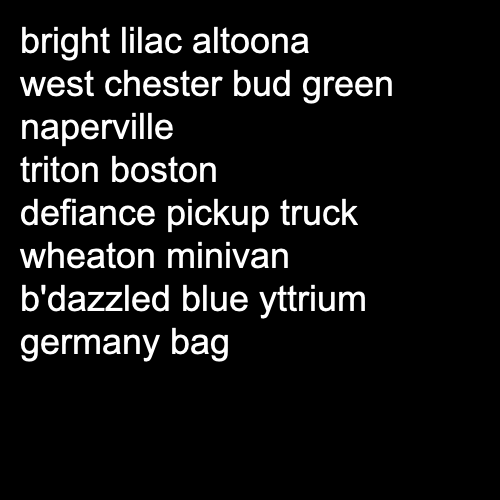 bright lilac altoona
west chester bud green
naperville
triton boston
defiance pickup truck
wheaton minivan
b'dazzled blue yttrium
germany bag